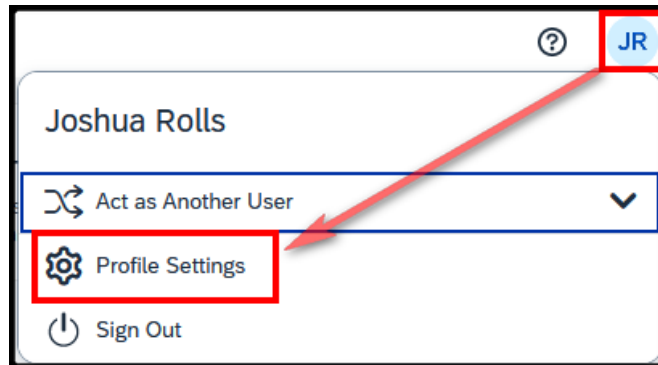 JR
Joshua Rolls
Act as Another User
Profile Settings
Sign Out